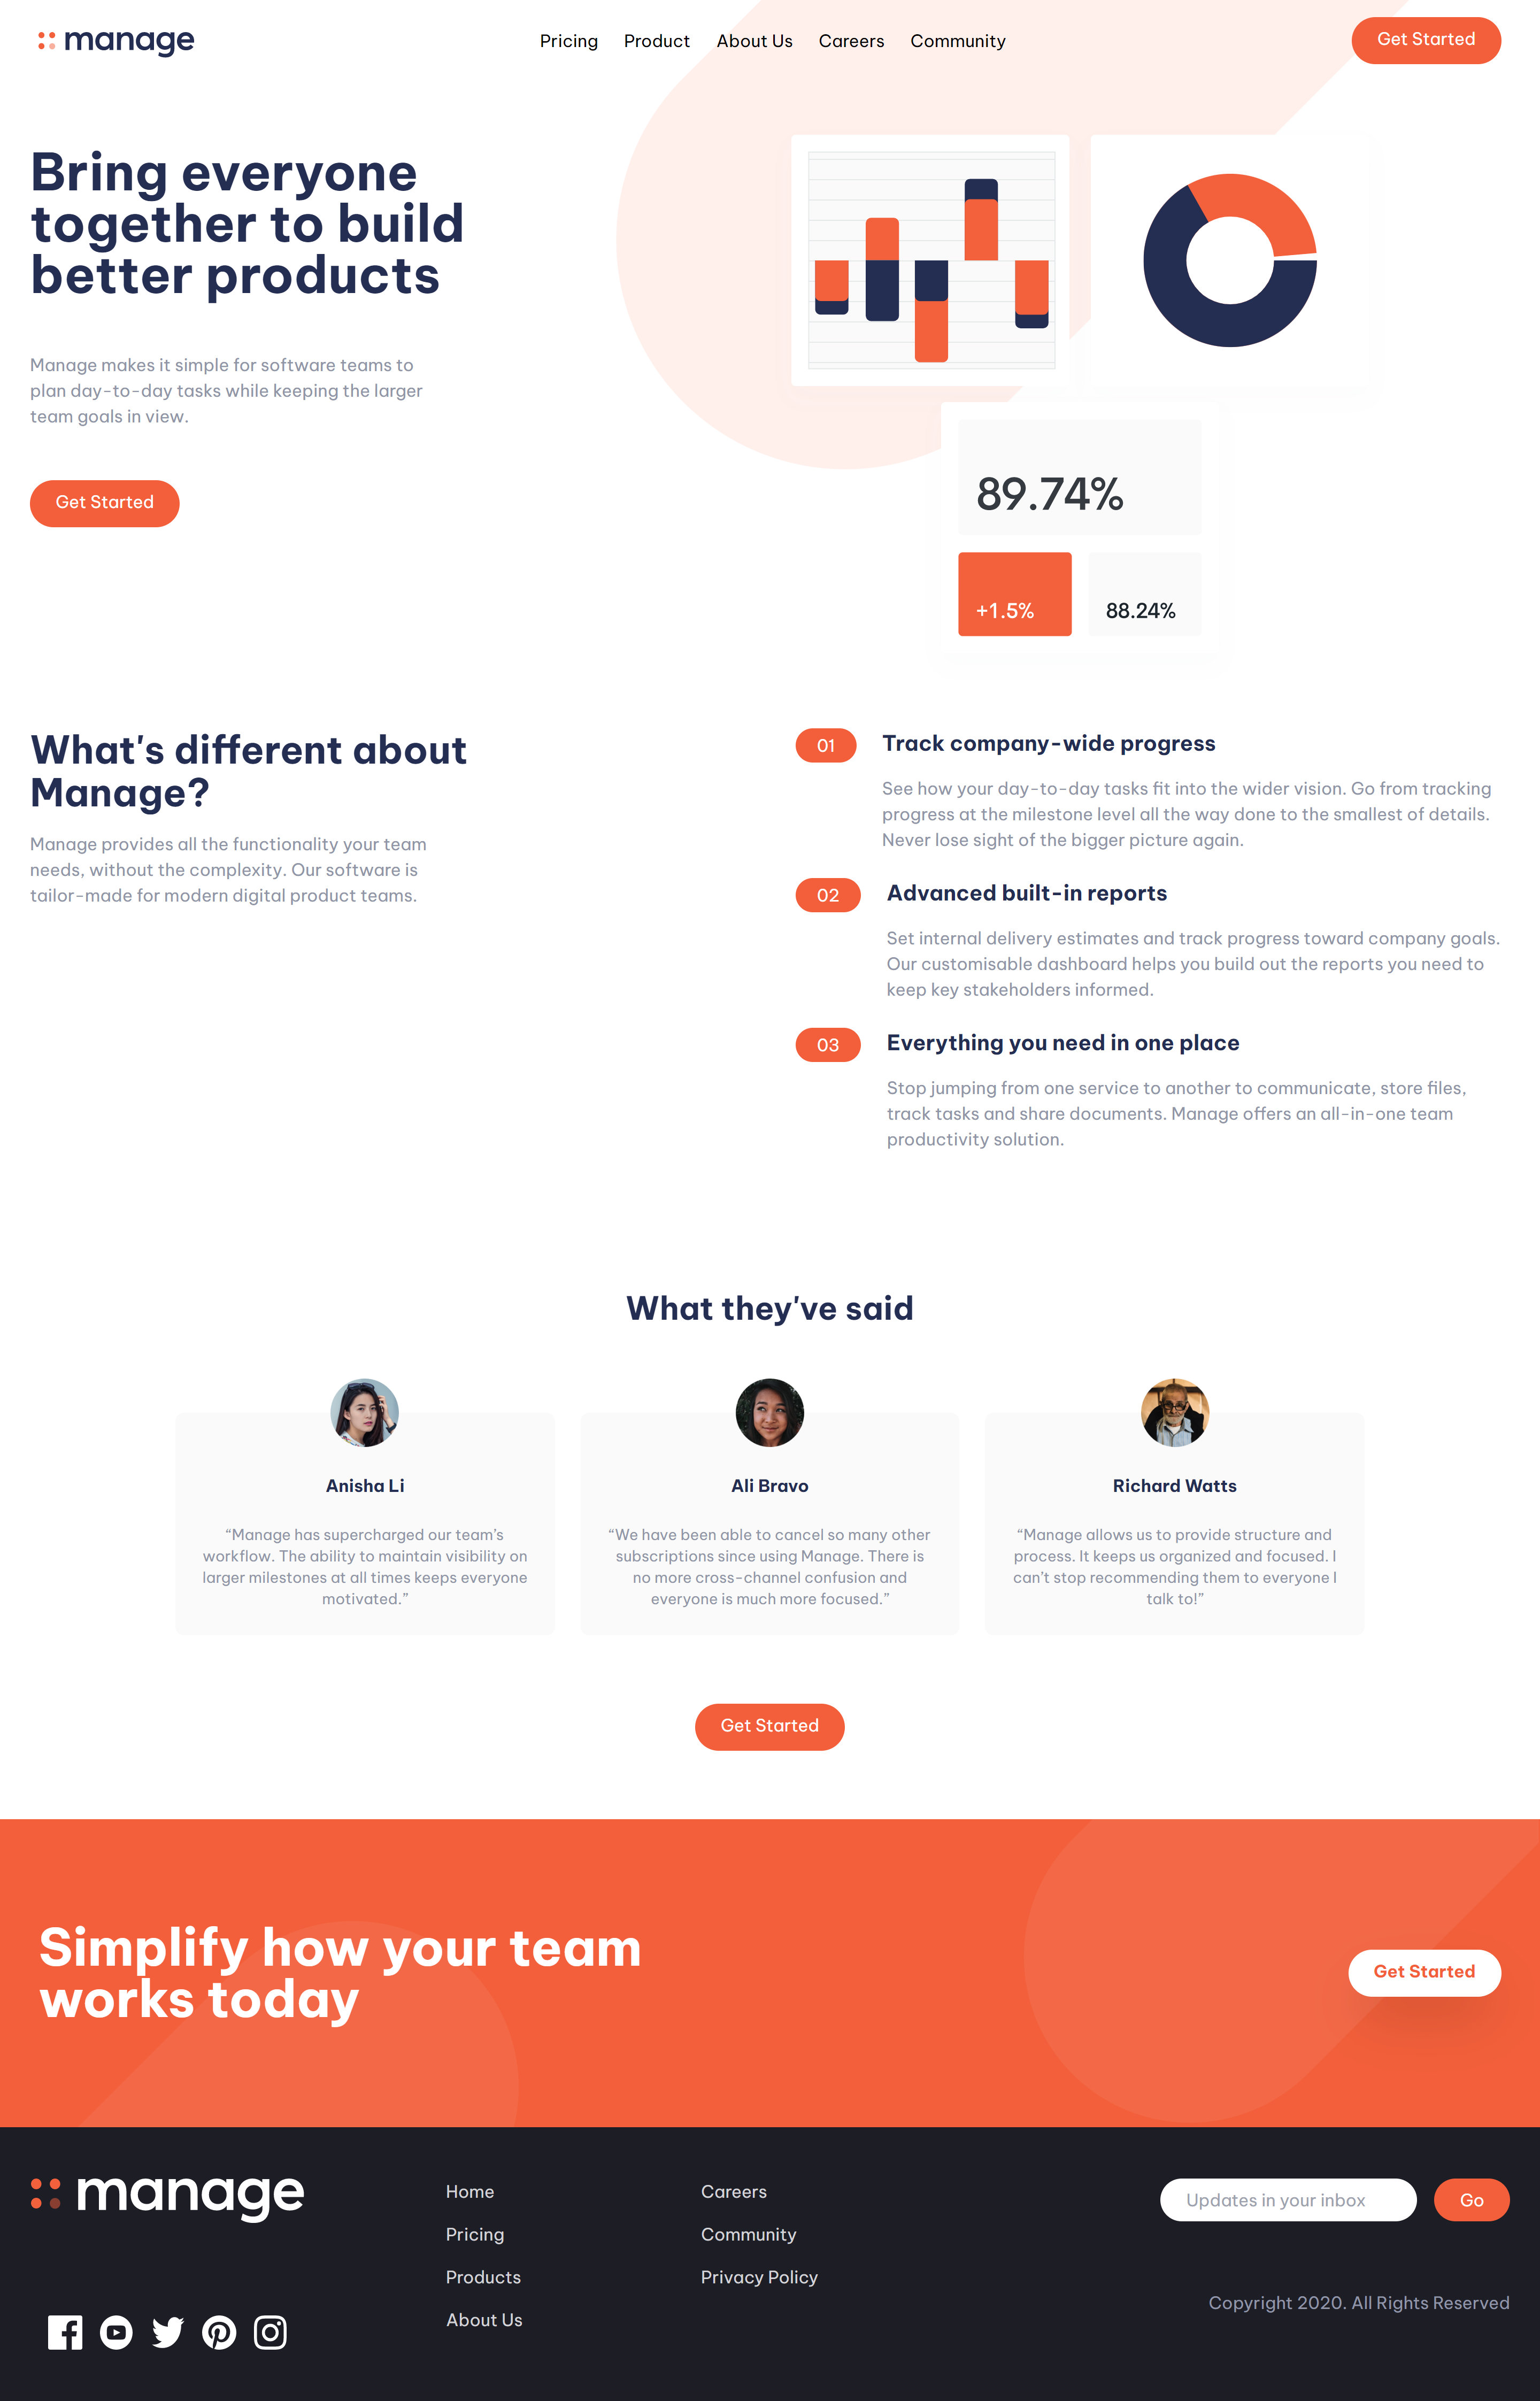 manage
Pricing
Product
About Us
Careers
Community
Get Started
Bring everyone
together to build
better products
Manage makes it simple for software teams to
plan day-to-day tasks while keeping the larger
team goals in view.
Get Started
89.74%
+1.5%
88.24%
What's different about
Manage?
Manage provides all the functionality your team
needs, without the complexity. Our software is
tailor-made for modern digital product teams.
01
Track company-wide progress
See how your day-to-day tasks fit into the wider vision. Go from tracking
progress at the milestone level all the way done to the smallest of details.
Never lose sight of the bigger picture again.
02
Advanced built-in reports
Set internal delivery estimates and track progress toward company goals.
Our customisable dashboard helps you build out the reports you need to
keep key stakeholders informed.
03
Everything you need in one place
Stop jumping from one service to another to communicate, store files,
track tasks and share documents. Manage offers an all-in-one team
productivity solution.
What they've said
Anisha Li
“Manage has supercharged our team’s
workflow. The ability to maintain visibility on
larger milestones at all times keeps everyone
motivated.”
Ali Bravo
“We have been able to cancel so many other
subscriptions since using Manage. There is
no more cross-channel confusion and
everyone is much more focused.”
Richard Watts
“Manage allows us to provide structure and
process. It keeps us organized and focused. I
can’t stop recommending them to everyone I
talk to!”
Get Started
Simplify how your team
works today
Get Started
manage
Home
Pricing
Products
About Us
Careers
Community
Privacy Policy
Updates in your inbox
Go
Copyright 2020. All Rights Reserved